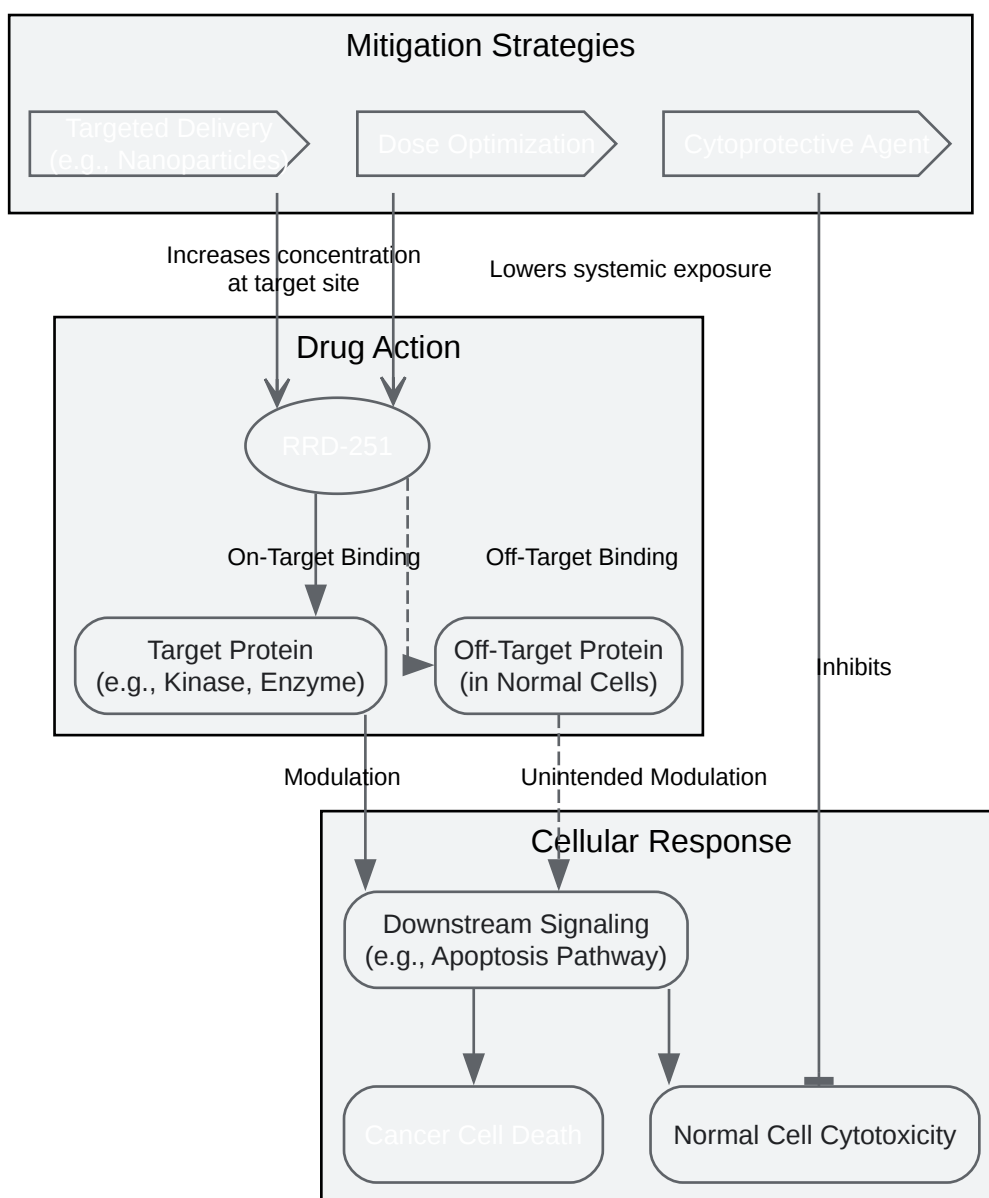 Mitigation Strategies
Targeted Delivery
(e.g., Nanoparticles)
Dose Optimization
Cytoprotective Agent
Increases concentration
at target site
Lowers systemic exposure
Drug Action
RRD-251
On-Target Binding
Off-Target Binding
Target Protein
(e.g., Kinase, Enzyme)
Off-Target Protein
(in Normal Cells)
Inhibits
Modulation
Unintended Modulation
Cellular Response
Downstream Signaling
(e.g., Apoptosis Pathway)
Cancer Cell Death
Normal Cell Cytotoxicity